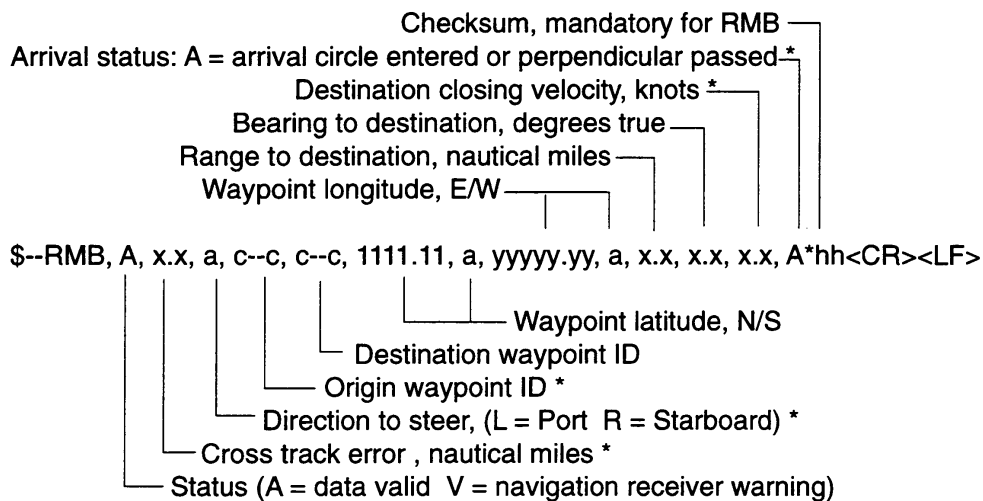 Checksum, mandatory for RMB
Arrival status: A = arrival circle entered or perpendicular passed*
Destination closing velocity, knots *
Bearing to destination, degrees true
Range to destination, nautical miles
Waypoint longitude, E/W
$--RMB, A, x.x, a, c--c, c--c, 1111.11, a, yyyyy.yy, a, x.x, x.x, x.x, A*hh<CR><LF>
Waypoint latitude, N/S
Destination waypoint ID
Origin waypoint ID *
Direction to steer, (L = Port R = Starboard) *
Cross track error , nautical miles *
Status (A = data valid V = navigation receiver warning)